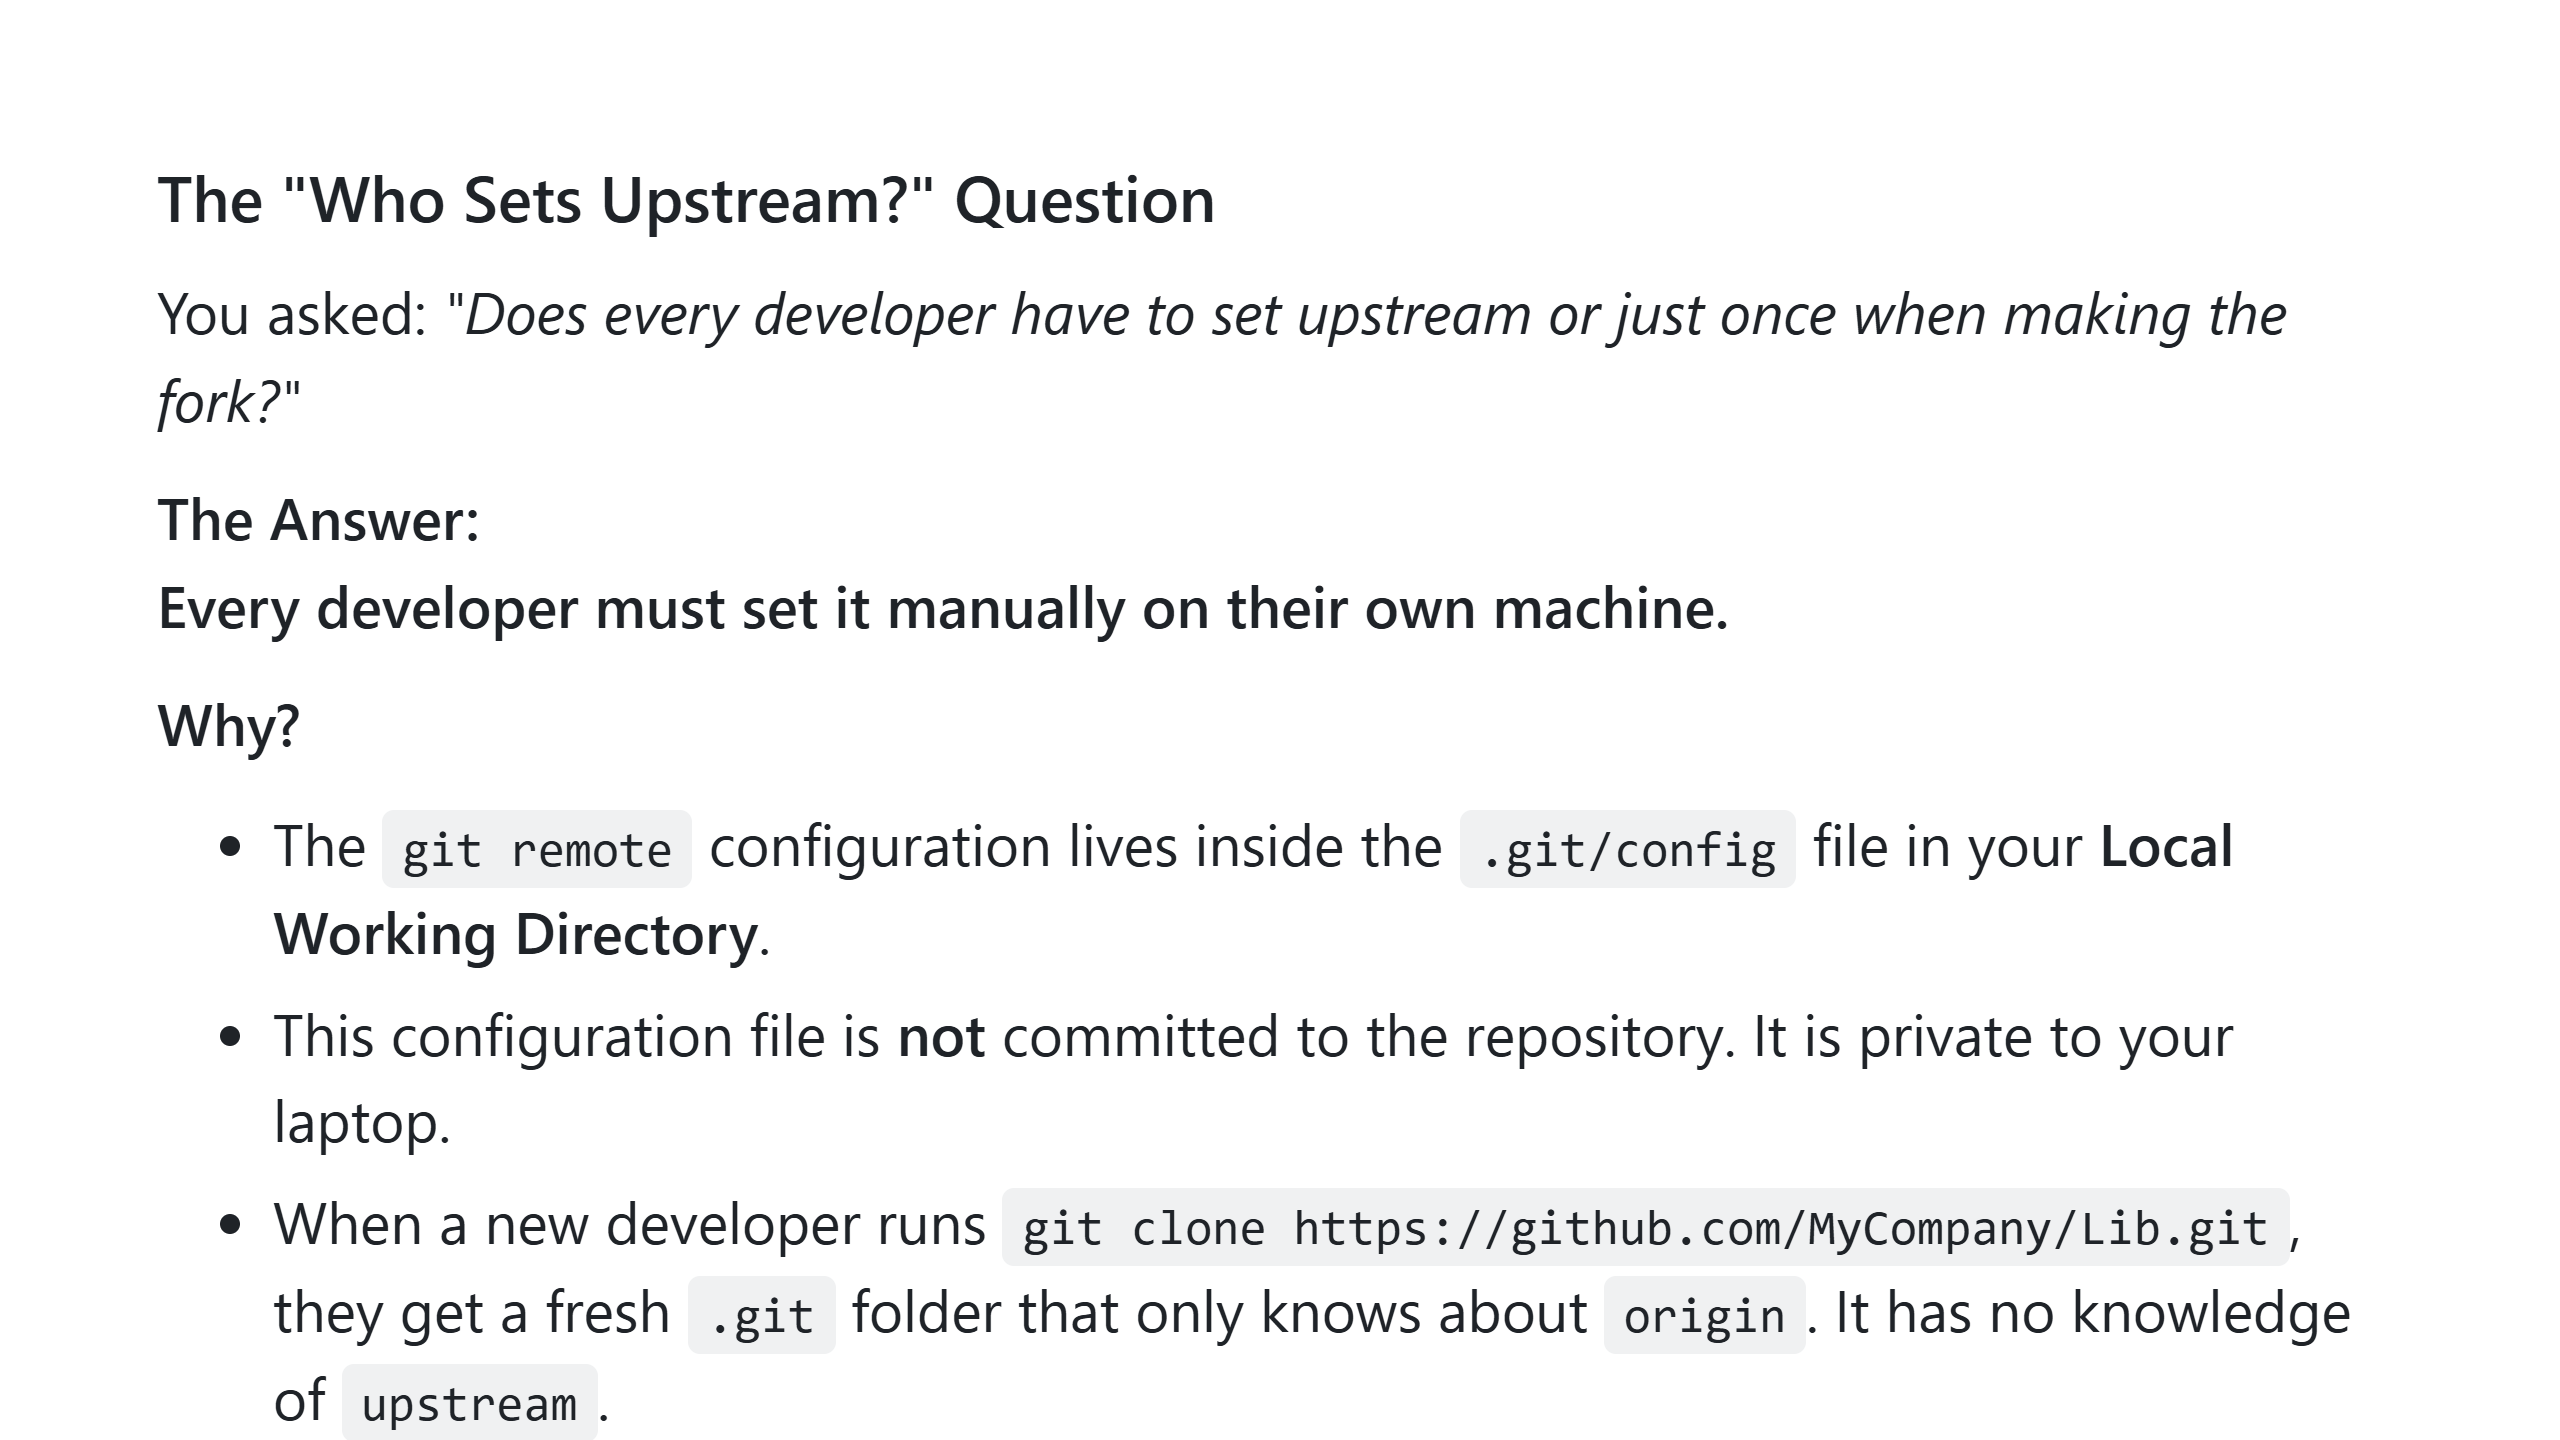 The "Who Sets Upstream?" Question
You asked: "Does every developer have to set upstream or just once when making the
fork?"
The Answer:
Every developer must set it manually on their own machine.
Why?
• The git remote configuration lives inside the .git/config file in your Local
Working Directory.
• This configuration file is not committed to the repository. It is private to your
laptop.
• When a new developer runs git clone https://github.com/MyCompany/Lib.git,
they get a fresh .git folder that only knows about origin. It has no knowledge
of upstream.